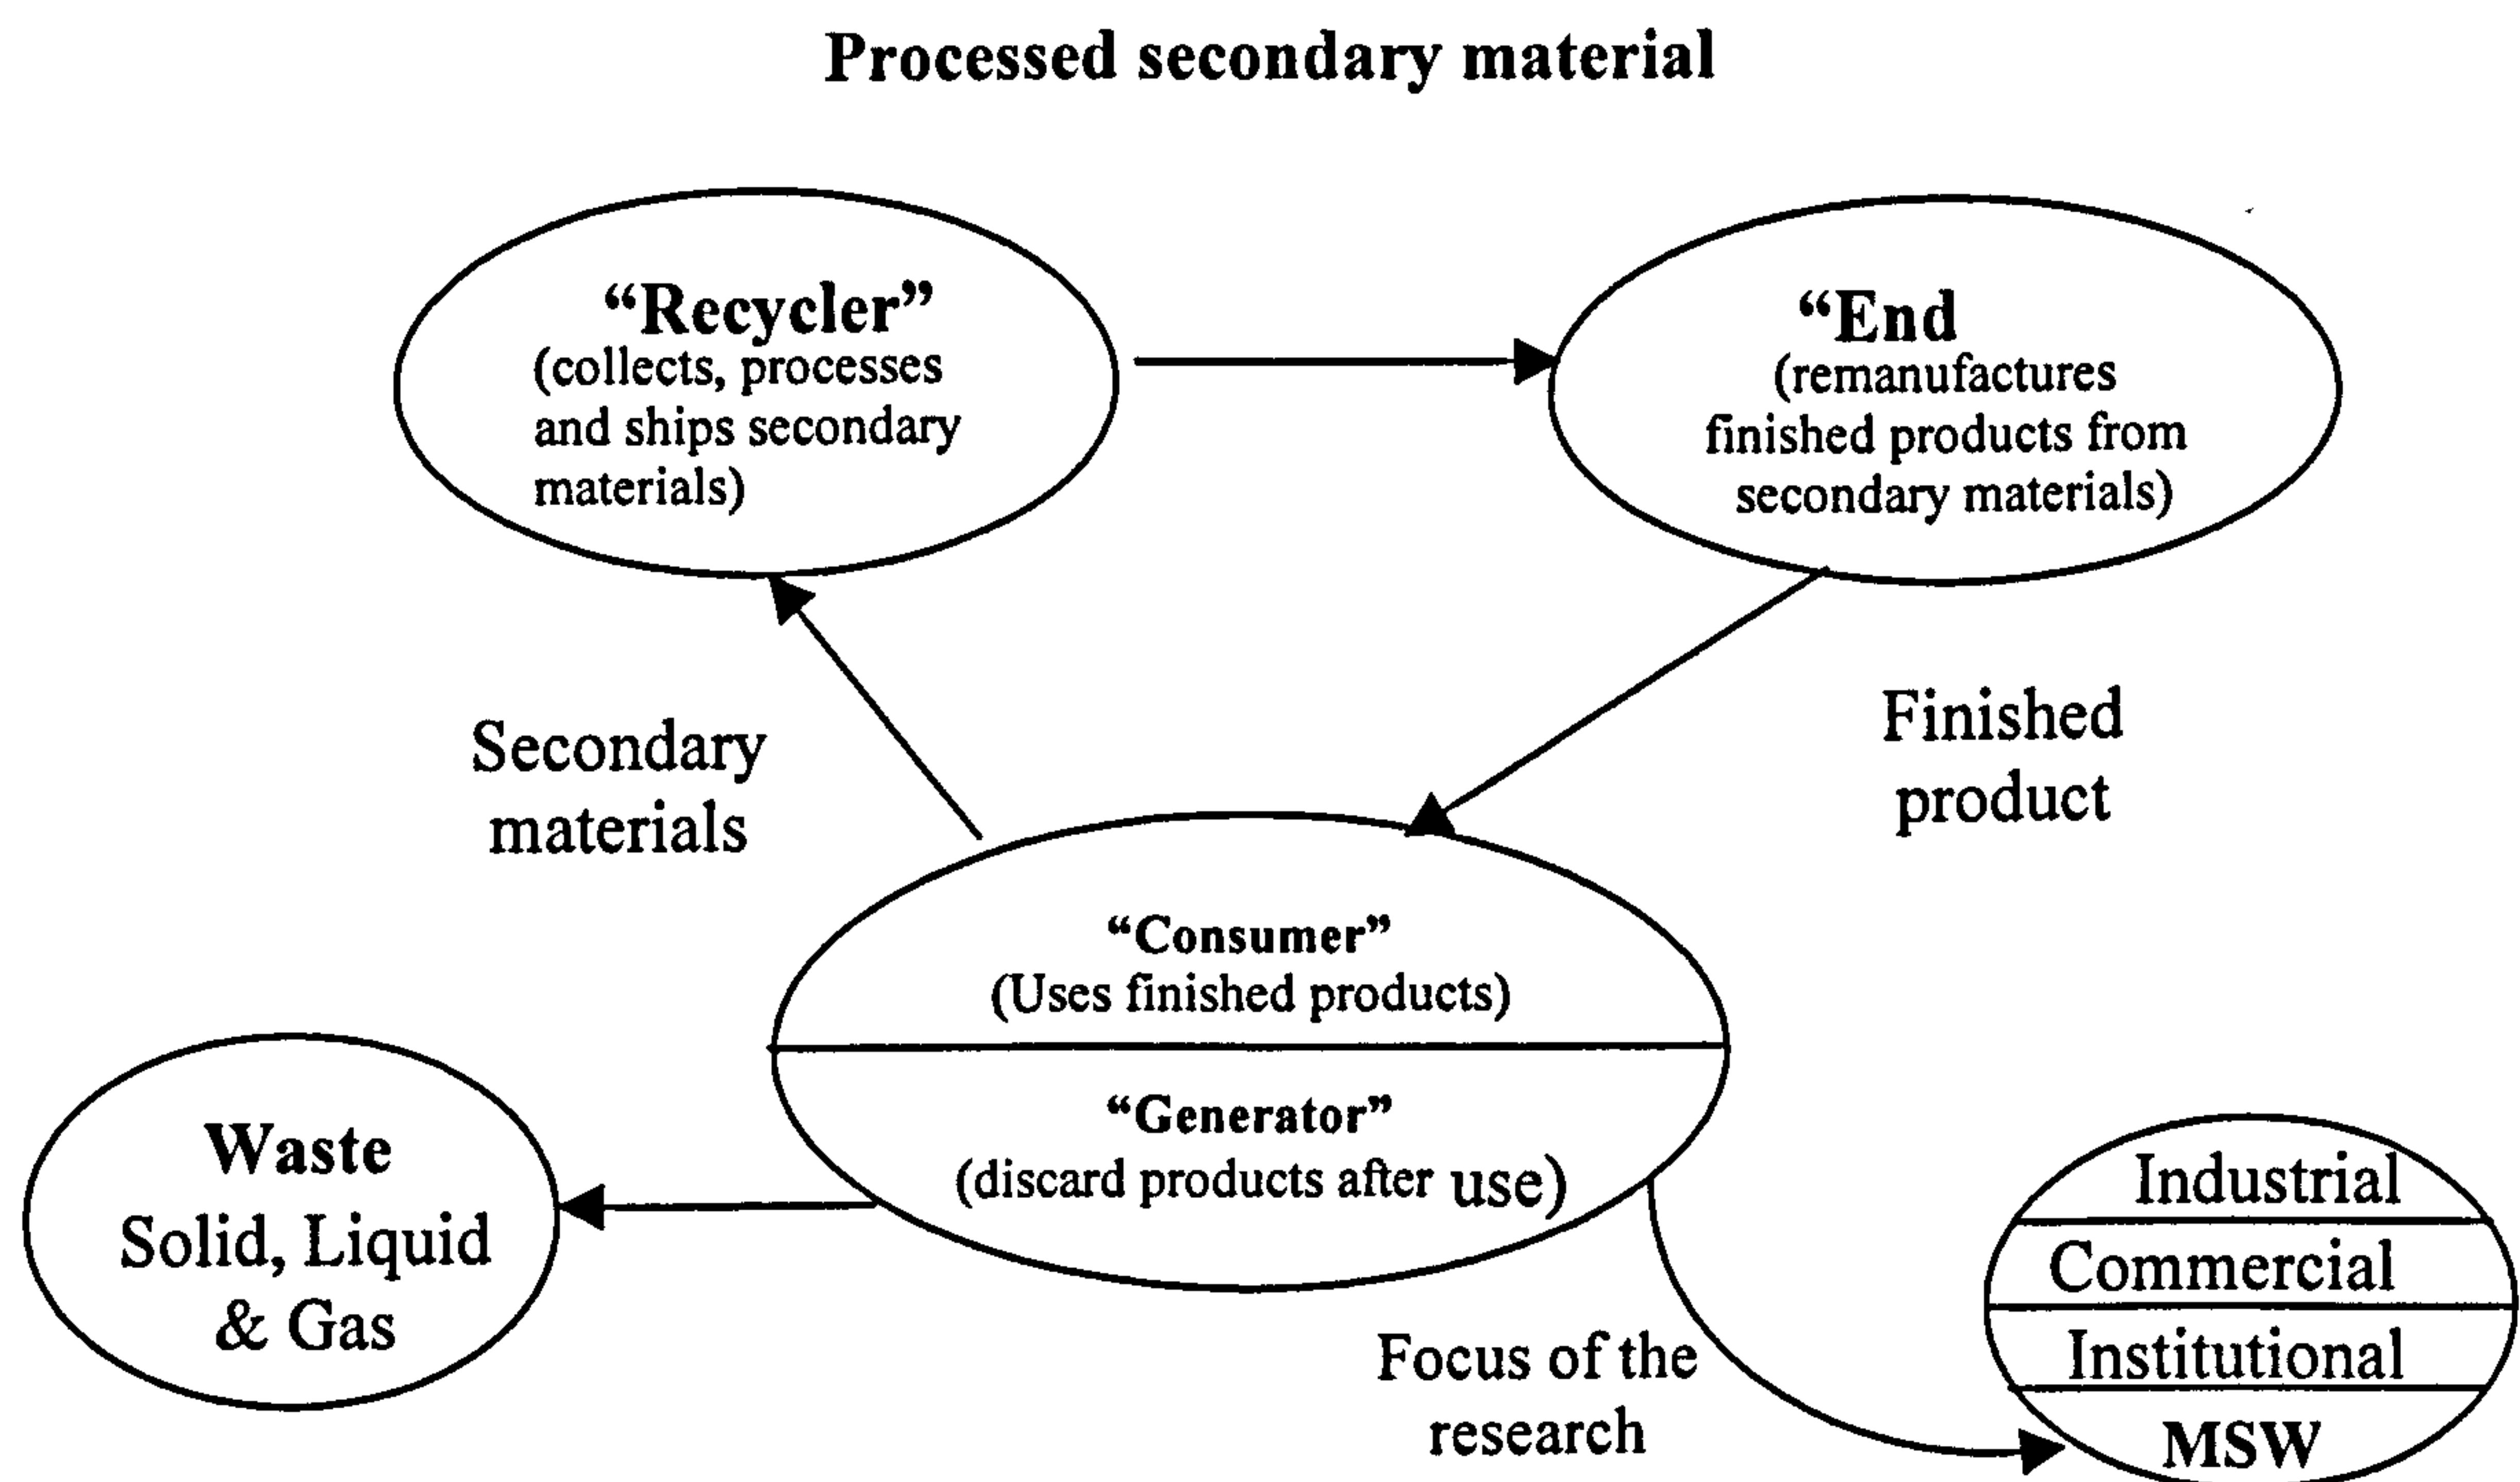 Processed secondary material
“Recycler”
(collects, processes
and ships secondary
materials)
“End
(remanufactures
finished products from
secondary materials)
Secondary
materials
Finished
product
“Consumer”
(Uses finished products)
“Generator”
(discard products after use)
Waste
Solid, Liquid
& Gas
Focus of the
research
Industrial
Commercial
Institutional
MSW